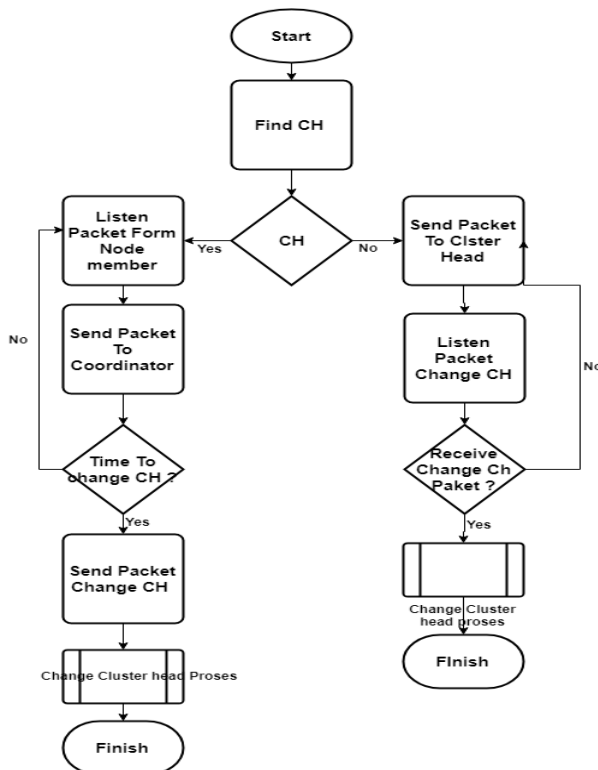 Start
Find CH
CH
Yes
No
Listen
Packet Form
Node
member
Send Packet
To
Coordinator
No
Time To
change CH ?
Yes
Send Packet
Change CH
Change Cluster head Proses
Finish
Send Packet
To Clster
Head
Listen
Packet
Change CH
No
Receive
Change Ch
Paket ?
Yes
Change Cluster
head proses
FInish